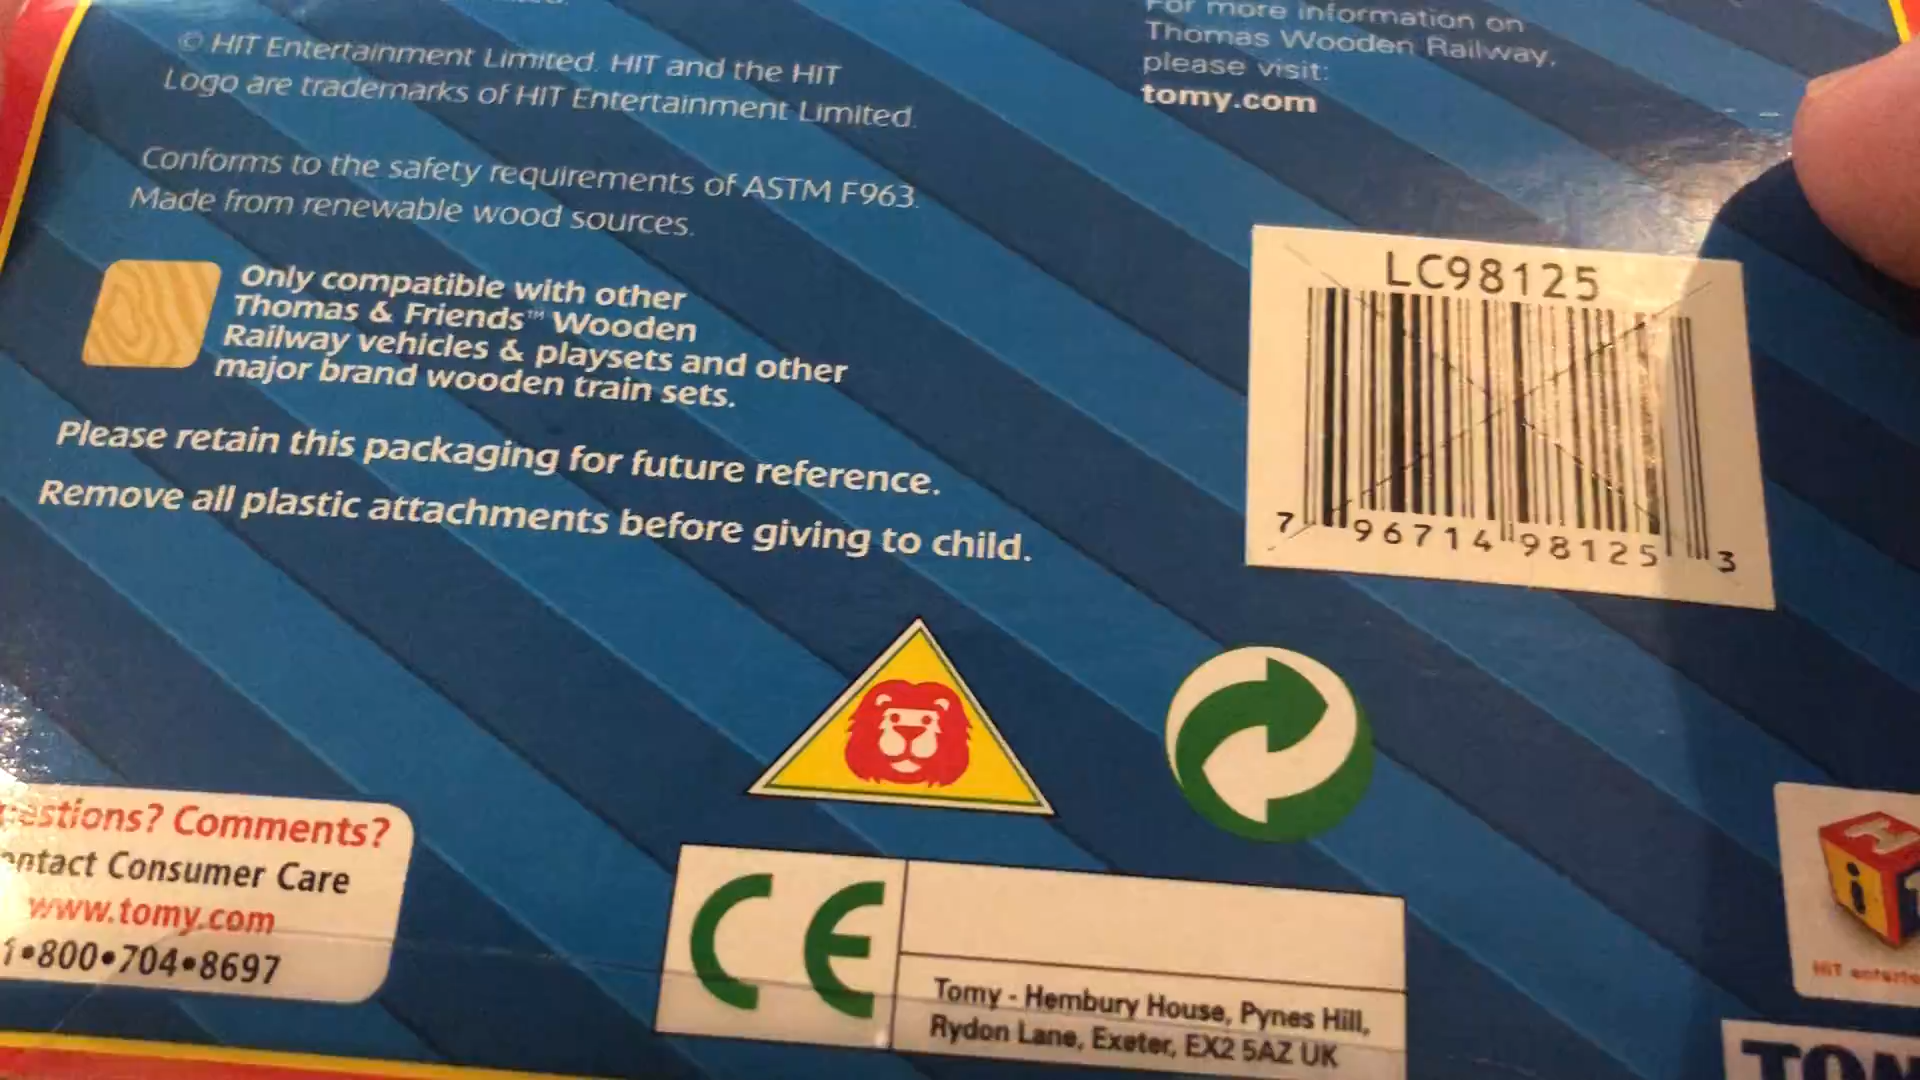 © HIT Entertainment Limited. HIT and the HIT
Logo are trademarks of HIT Entertainment Limited.
Conforms to the safety requirements of ASTM F963.
Made from renewable wood sources.
Only compatible with other
Thomas & Friends™ Wooden
Railway vehicles & playsets and other
major brand wooden train sets.
Please retain this packaging for future reference.
Remove all plastic attachments before giving to child.
For more information on
Thomas Wooden Railway,
please visit:
tomy.com
LC98125
7 96714 98125 3
Comments?
Consumer Care
www.tomy.com
1•800•704•8697
CE
Tomy - Hembury House, Pynes Hill,
Rydon Lane, Exeter, EX2 5AZ UK
HiT